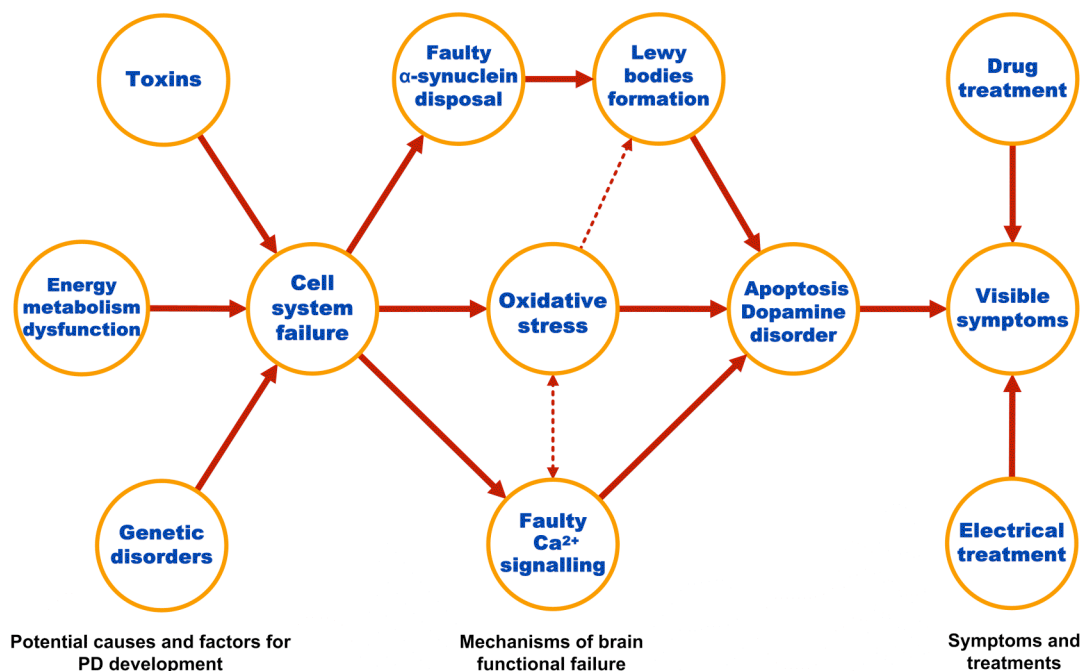 Toxins
Faulty
α-synuclein
disposal
Lewy
bodies
formation
Drug
treatment
Energy
metabolism
dysfunction
Cell
system
failure
Oxidative
stress
Apoptosis
Dopamine
disorder
Visible
symptoms
Genetic
disorders
Faulty
Ca²⁺
signalling
Electrical
treatment
Potential causes and factors for
PD development
Mechanisms of brain
functional failure
Symptoms and
treatments